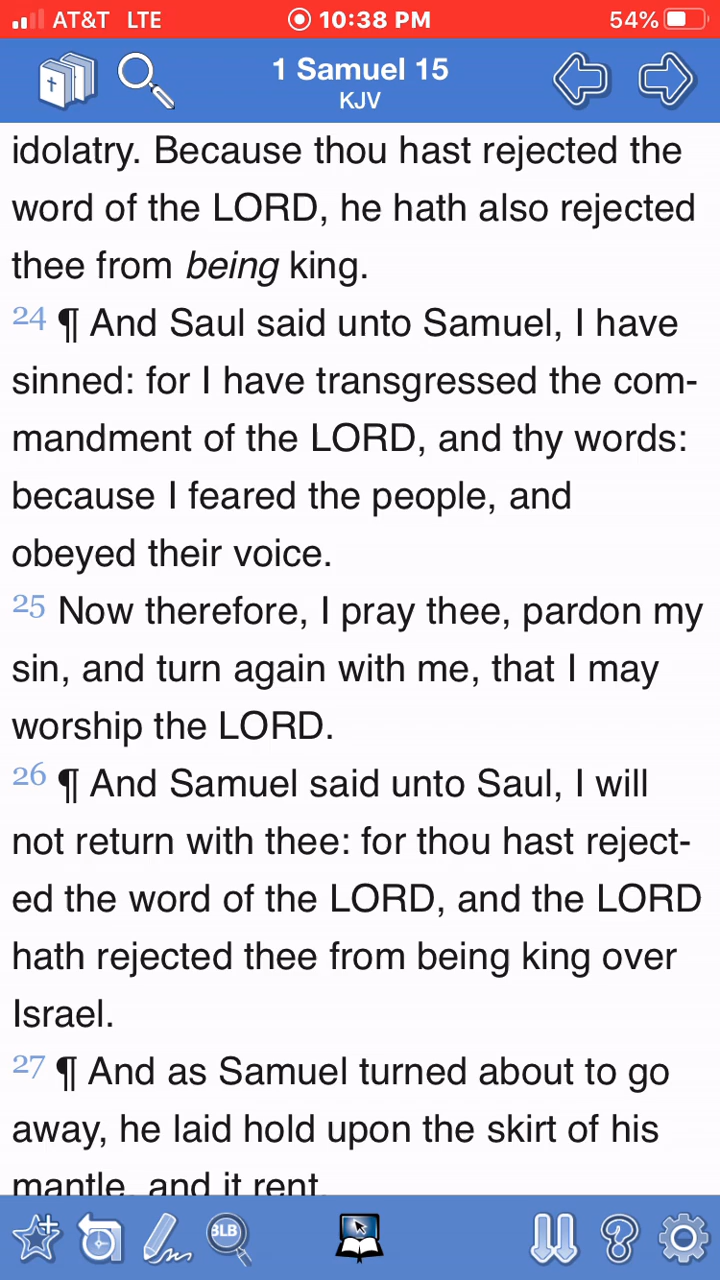 AT&T LTE 10:38 PM 54%
1 Samuel 15
KJV
idolatry. Because thou hast rejected the
word of the LORD, he hath also rejected
thee from being king.
24 ¶ And Saul said unto Samuel, I have
sinned: for I have transgressed the com-
mandment of the LORD, and thy words:
because I feared the people, and
obeyed their voice.
25 Now therefore, I pray thee, pardon my
sin, and turn again with me, that I may
worship the LORD.
26 ¶ And Samuel said unto Saul, I will
not return with thee: for thou hast reject-
ed the word of the LORD, and the LORD
hath rejected thee from being king over
Israel.
27 ¶ And as Samuel turned about to go
away, he laid hold upon the skirt of his
mantle, and it rent.
BLB